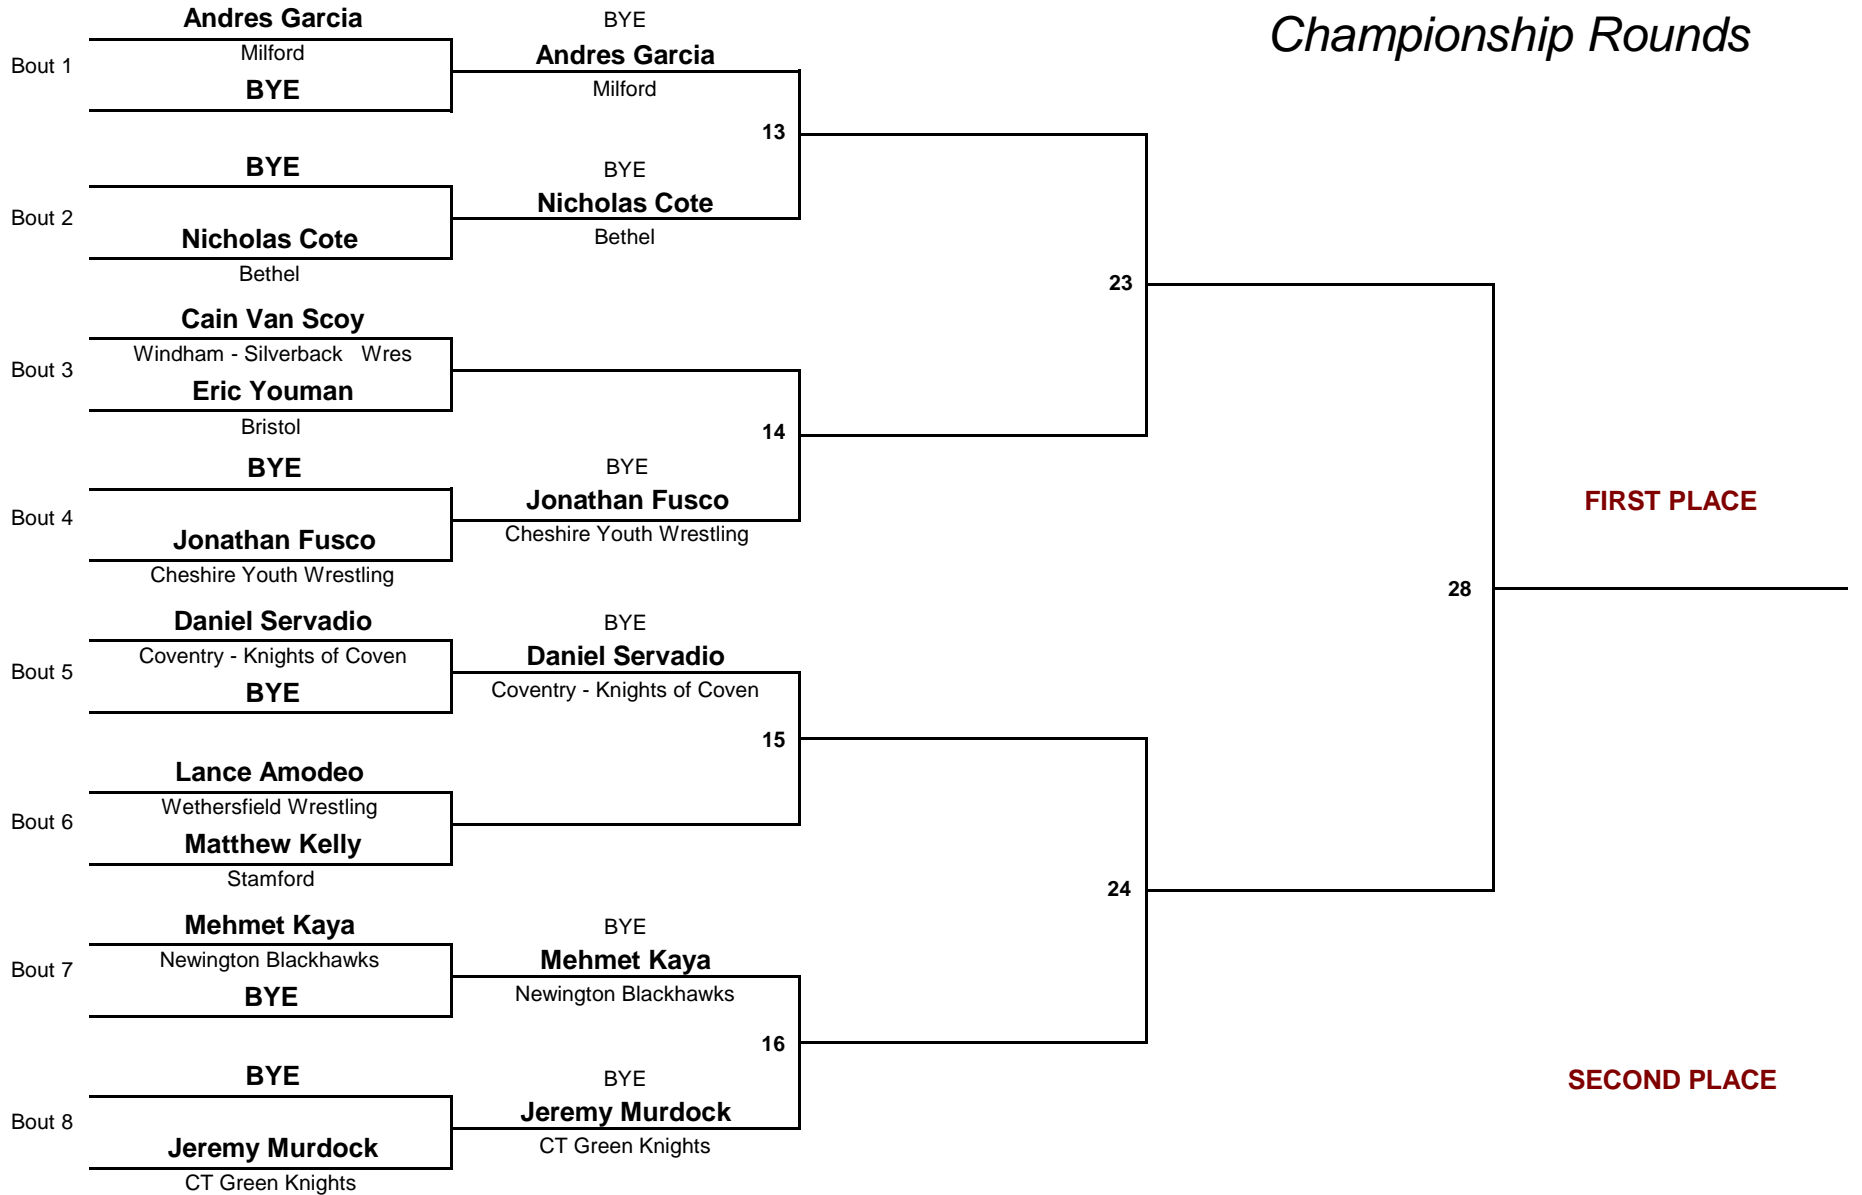 Championship Rounds
Andres Garcia
Milford
Bout 1
BYE
BYE
Andres Garcia
Milford
13
BYE
Bout 2
Nicholas Cote
Bethel
BYE
Nicholas Cote
Bethel
23
Cain Van Scoy
Windham - Silverback Wres
Bout 3
Eric Youman
Bristol
14
BYE
Bout 4
Jonathan Fusco
Cheshire Youth Wrestling
BYE
Jonathan Fusco
Cheshire Youth Wrestling
FIRST PLACE
28
Daniel Servadio
Coventry - Knights of Coven
Bout 5
BYE
BYE
Daniel Servadio
Coventry - Knights of Coven
15
Lance Amodeo
Wethersfield Wrestling
Bout 6
Matthew Kelly
Stamford
24
Mehmet Kaya
Newington Blackhawks
Bout 7
BYE
BYE
Mehmet Kaya
Newington Blackhawks
16
BYE
Bout 8
Jeremy Murdock
CT Green Knights
BYE
Jeremy Murdock
CT Green Knights
SECOND PLACE